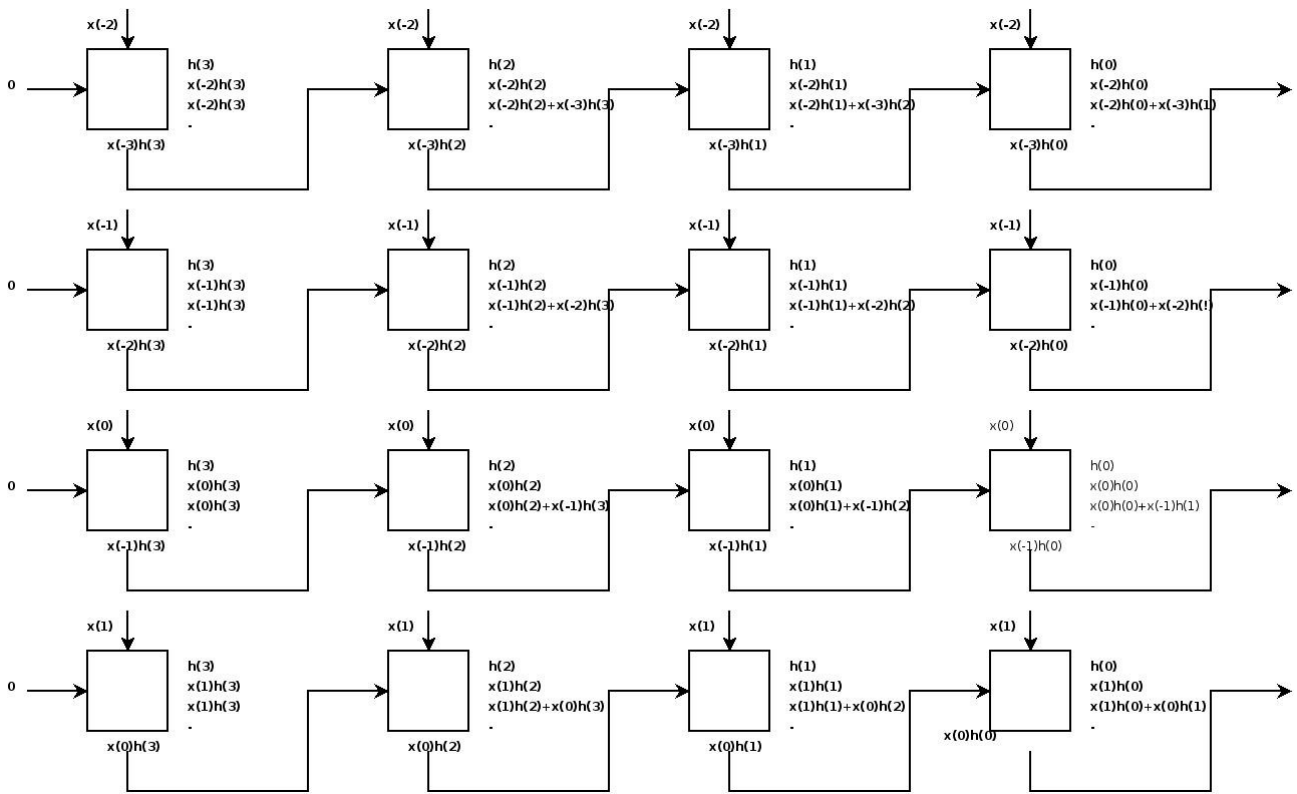 x(-2) x(-2) x(-2) x(-2)
h(3) h(2) h(1) h(0)
0 x(-2)h(3) x(-2)h(2) x(-2)h(1) x(-2)h(0)
x(-2)h(3) x(-2)h(2)+x(-3)h(3) x(-2)h(1)+x(-3)h(2) x(-2)h(0)+x(-3)h(1)
- - - -
x(-3)h(3) x(-3)h(2) x(-3)h(1) x(-3)h(0)
x(-1) x(-1) x(-1) x(-1)
h(3) h(2) h(1) h(0)
0 x(-1)h(3) x(-1)h(2) x(-1)h(1) x(-1)h(0)
x(-1)h(3) x(-1)h(2)+x(-2)h(3) x(-1)h(1)+x(-2)h(2) x(-1)h(0)+x(-2)h(!)
- - - -
x(-2)h(3) x(-2)h(2) x(-2)h(1) x(-2)h(0)
x(0) x(0) x(0) x(0)
h(3) h(2) h(1) h(0)
0 x(0)h(3) x(0)h(2) x(0)h(1) x(0)h(0)
x(0)h(3) x(0)h(2)+x(-1)h(3) x(0)h(1)+x(-1)h(2) x(0)h(0)+x(-1)h(1)
- - - -
x(-1)h(3) x(-1)h(2) x(-1)h(1) x(-1)h(0)
x(1) x(1) x(1) x(1)
h(3) h(2) h(1) h(0)
0 x(1)h(3) x(1)h(2) x(1)h(1) x(1)h(0)
x(1)h(3) x(1)h(2)+x(0)h(3) x(1)h(1)+x(0)h(2) x(1)h(0)+x(0)h(1)
- - - -
x(0)h(3) x(0)h(2) x(0)h(1) x(0)h(0)